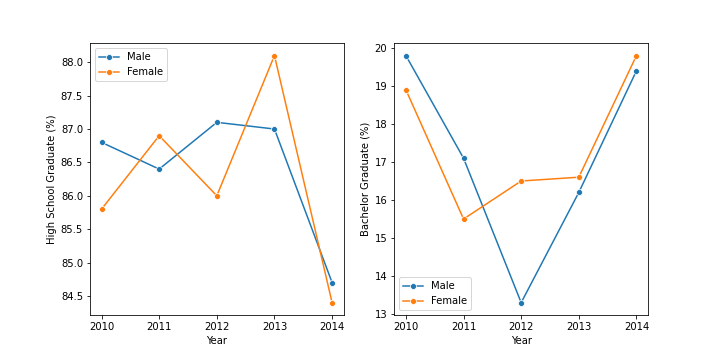 High School Graduate (%)
88.0
87.5
87.0
86.5
86.0
85.5
85.0
84.5
Male
Female
2010 2011 2012 2013 2014
Year
Bachelor Graduate (%)
20
19
18
17
16
15
14
13
Male
Female
2010 2011 2012 2013 2014
Year